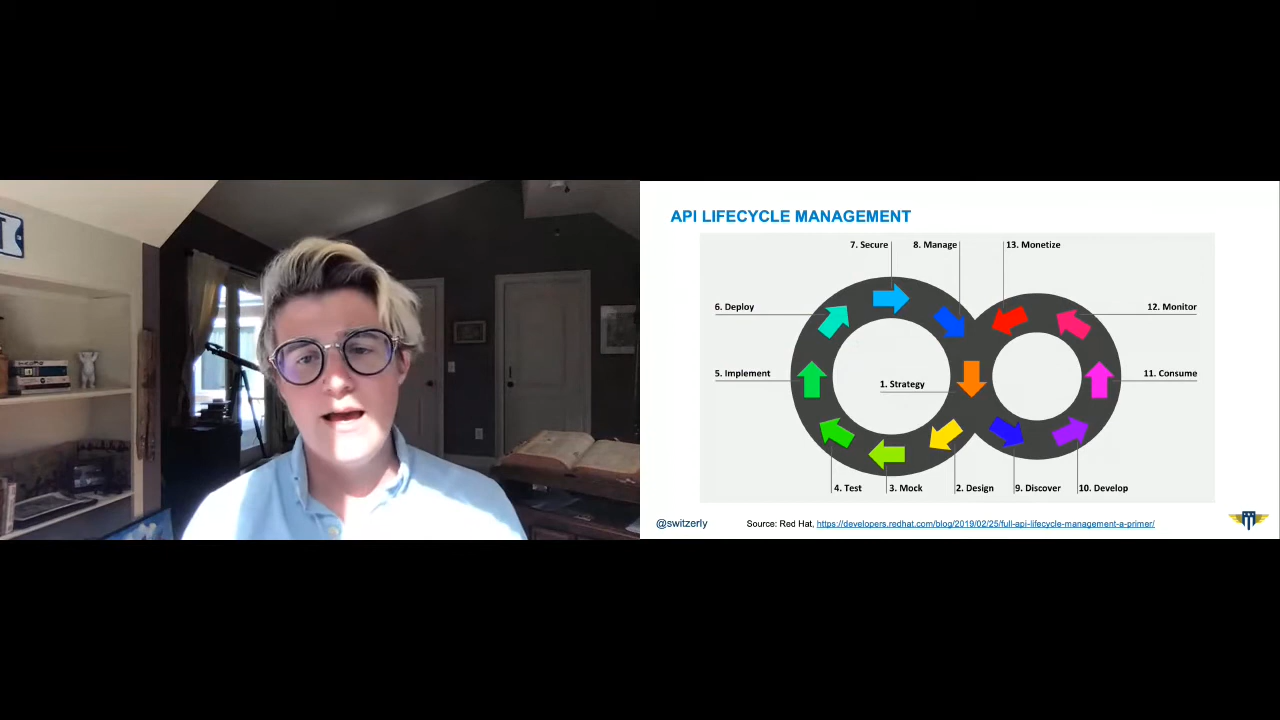 API LIFECYCLE MANAGEMENT
7. Secure
8. Manage
13. Monetize
6. Deploy
12. Monitor
5. Implement
1. Strategy
11. Consume
4. Test
3. Mock
2. Design
9. Discover
10. Develop
@switzerly
Source: Red Hat, https://developers.redhat.com/blog/2019/02/25/full-api-lifecycle-management-a-primer/